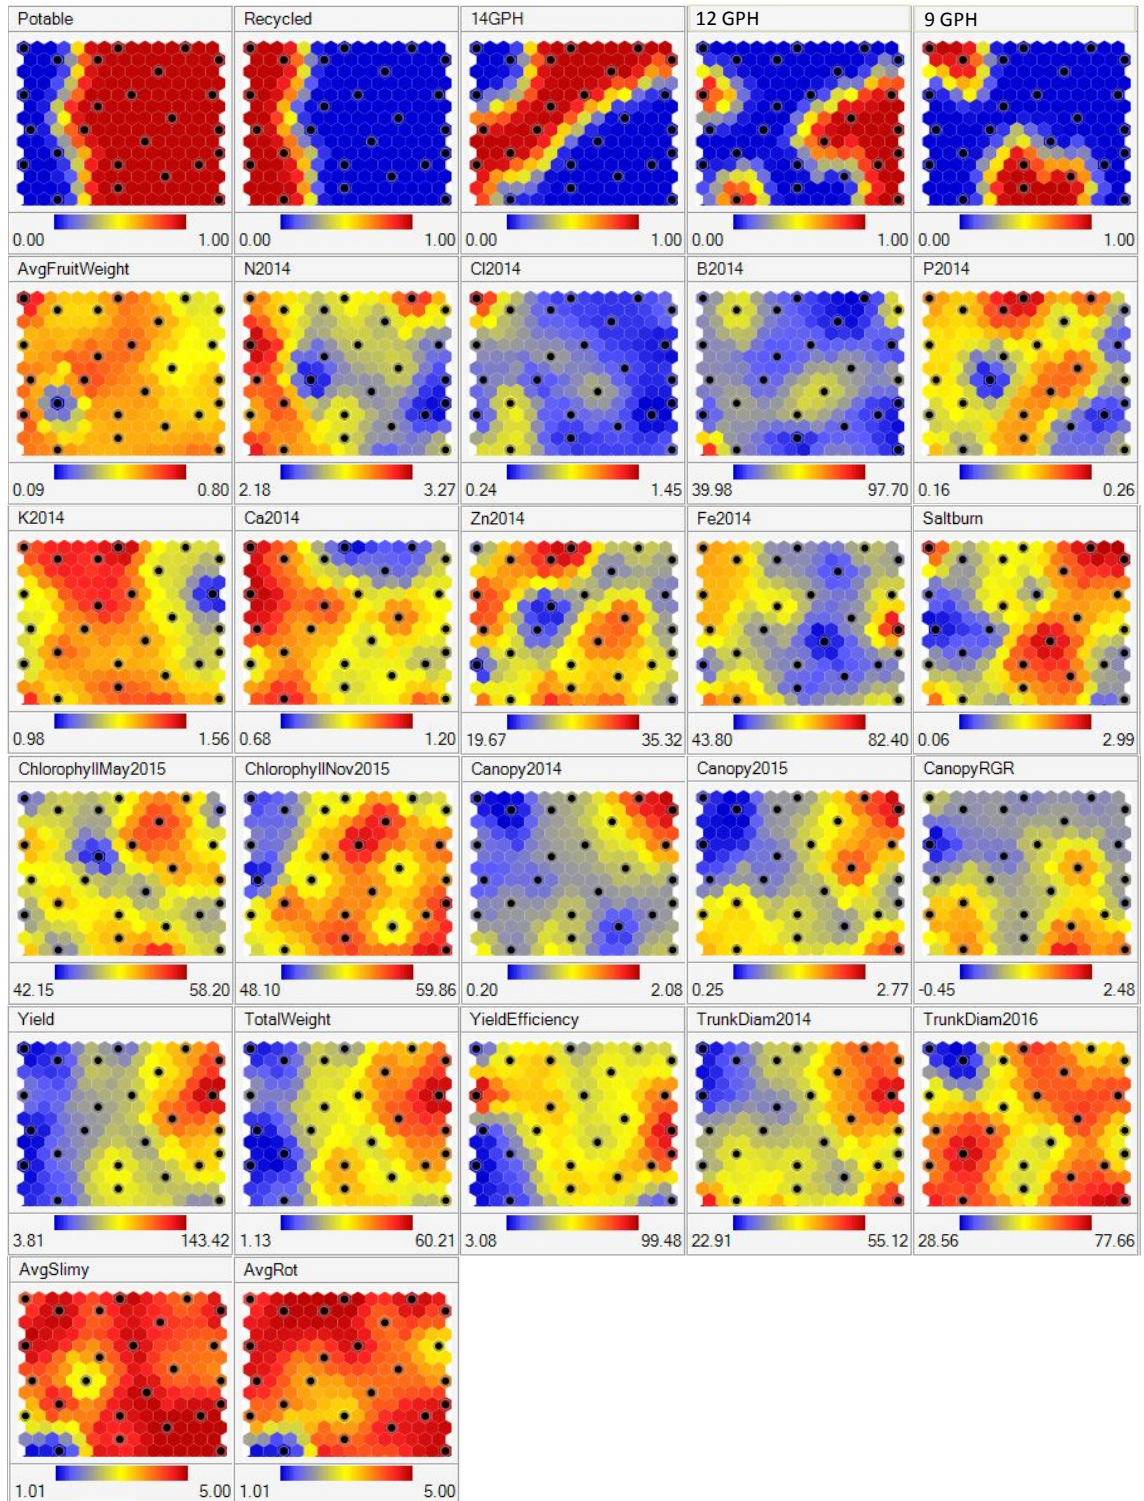 Potable Recycled 14GPH 12 GPH 9 GPH
0.00 1.00 0.00 1.00 0.00 1.00 0.00 1.00 0.00 1.00
AvgFruitWeight N2014 Cl2014 B2014 P2014
0.09 0.80 2.18 3.27 0.24 1.45 39.98 97.70 0.16 0.26
K2014 Ca2014 Zn2014 Fe2014 Saltburn
0.98 1.56 0.68 1.20 19.67 35.32 43.80 82.40 0.06 2.99
ChlorophyllMay2015 ChlorophyllNov2015 Canopy2014 Canopy2015 CanopyRGR
42.15 58.20 48.10 59.86 0.20 2.08 0.25 2.77 -0.45 2.48
Yield TotalWeight YieldEfficiency TrunkDiam2014 TrunkDiam2016
3.81 143.42 1.13 60.21 3.08 99.48 22.91 55.12 28.56 77.66
AvgSlimy AvgRot
1.01 5.00 1.01 5.00